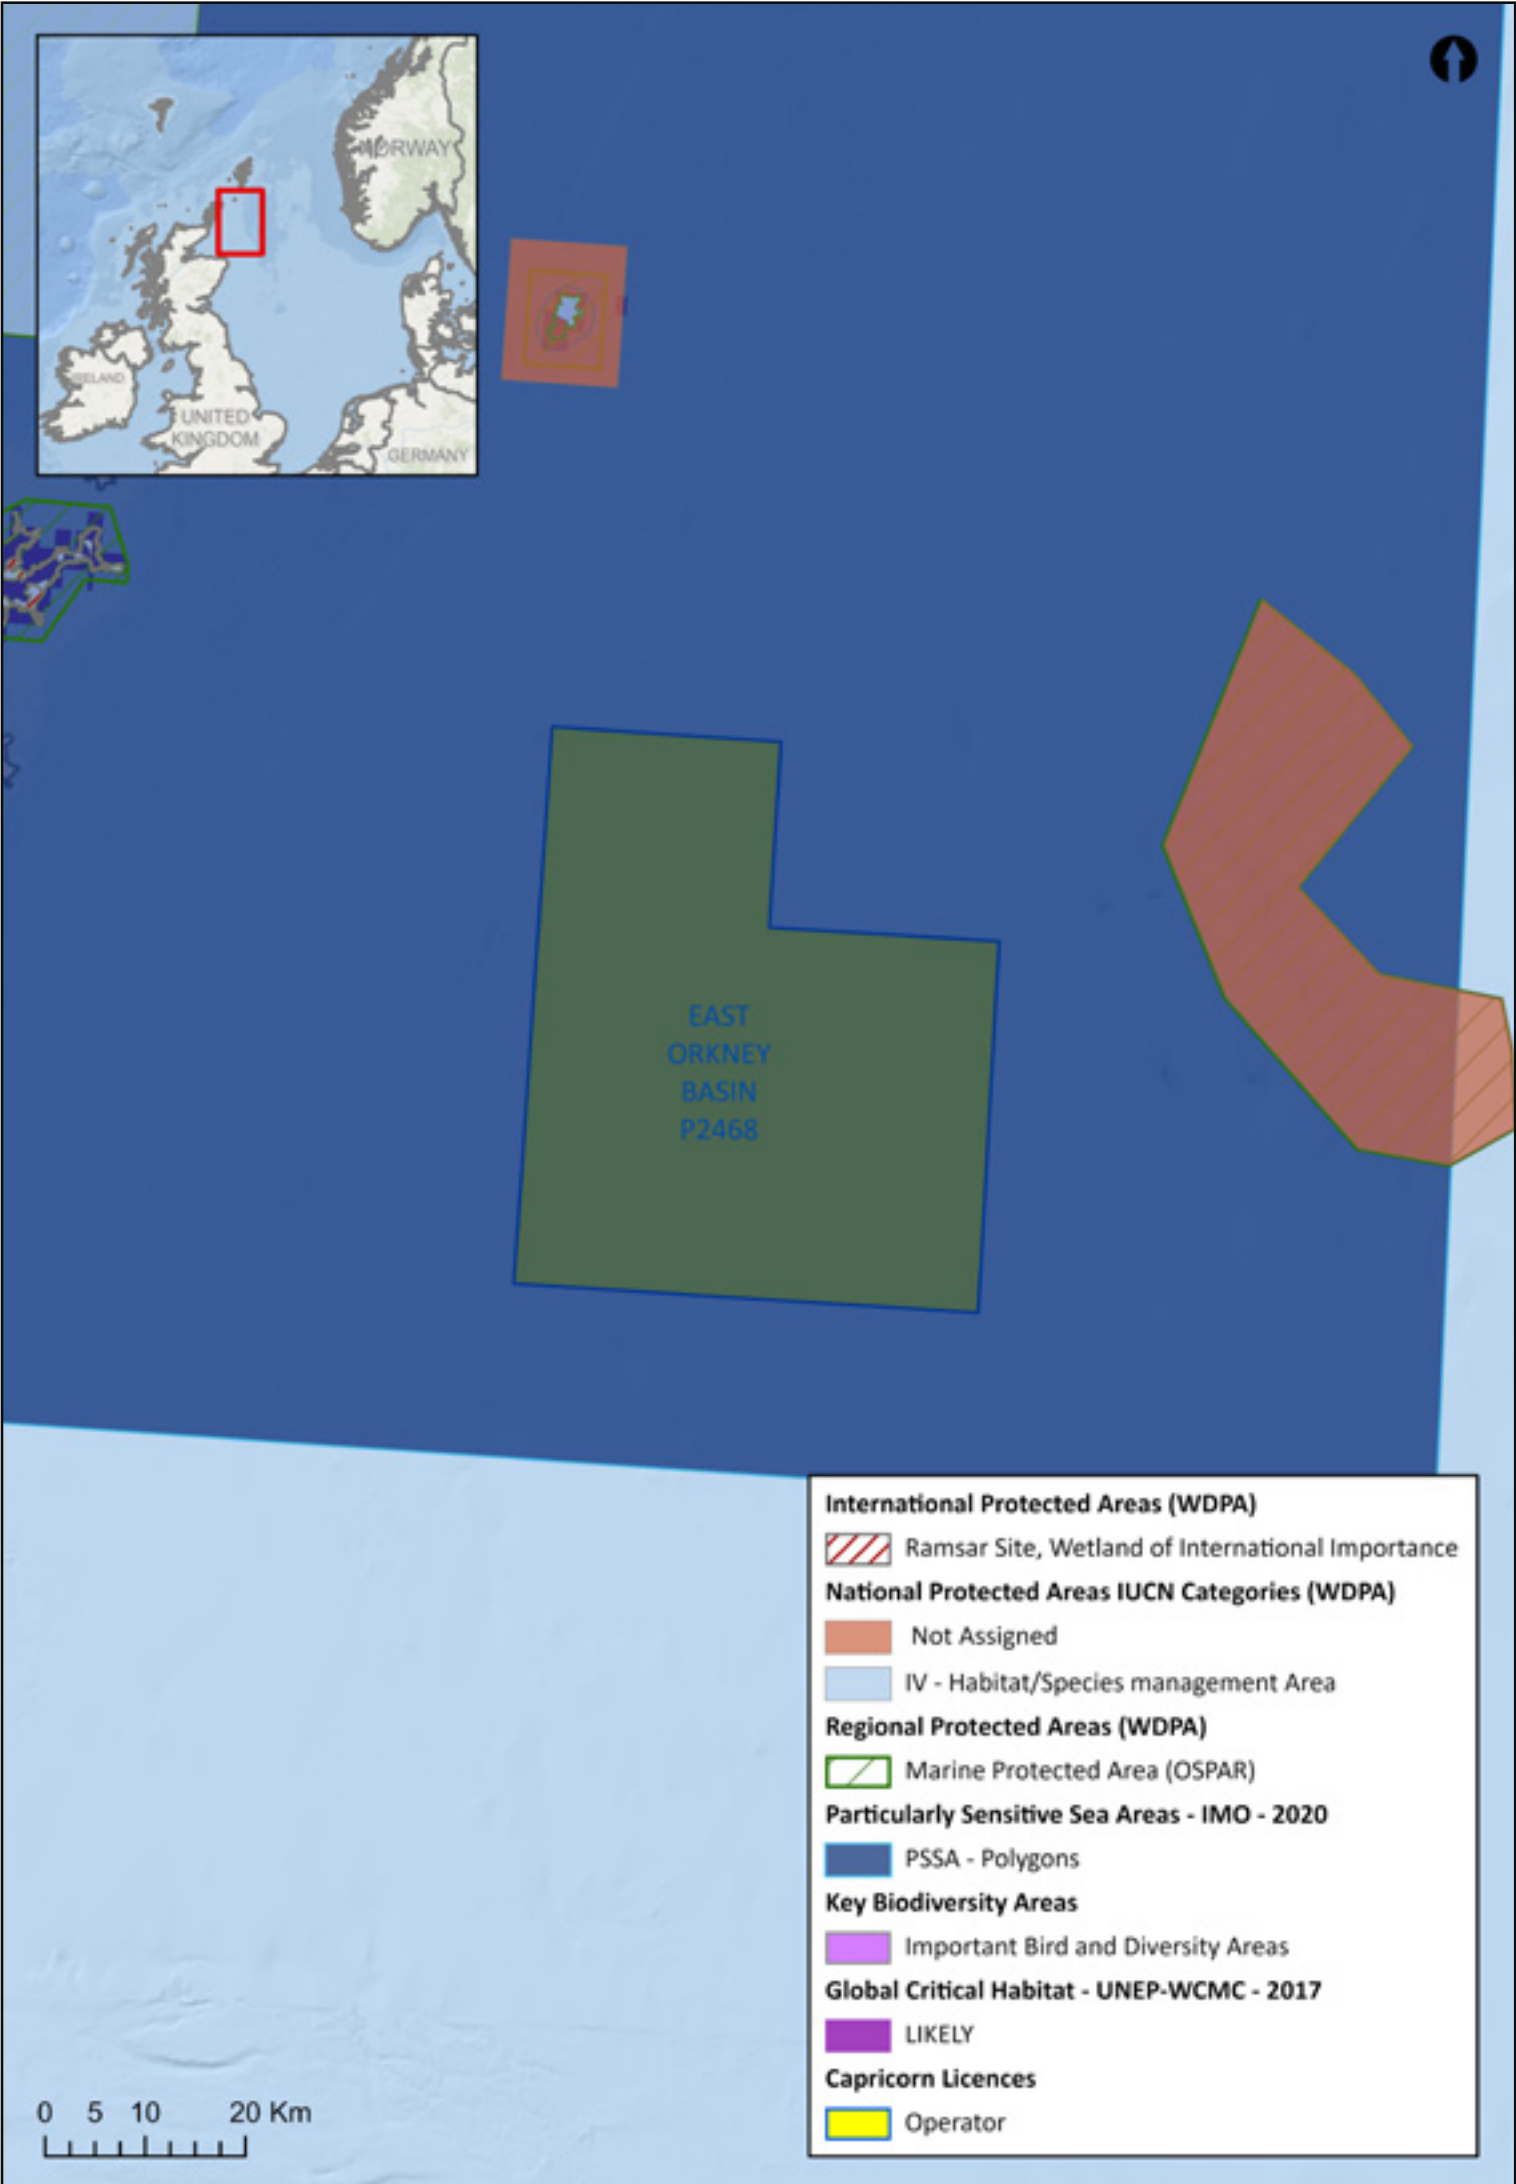 NORWAY
IRELAND
UNITED
KINGDOM
GERMANY
EAST
ORKNEY
BASIN
P2468
International Protected Areas (WDPA)
Ramsar Site, Wetland of International Importance
National Protected Areas IUCN Categories (WDPA)
Not Assigned
IV - Habitat/Species management Area
Regional Protected Areas (WDPA)
Marine Protected Area (OSPAR)
Particularly Sensitive Sea Areas - IMO - 2020
PSSA - Polygons
Key Biodiversity Areas
Important Bird and Diversity Areas
Global Critical Habitat - UNEP-WCMC - 2017
LIKELY
Capricorn Licences
Operator
0 5 10 20 Km